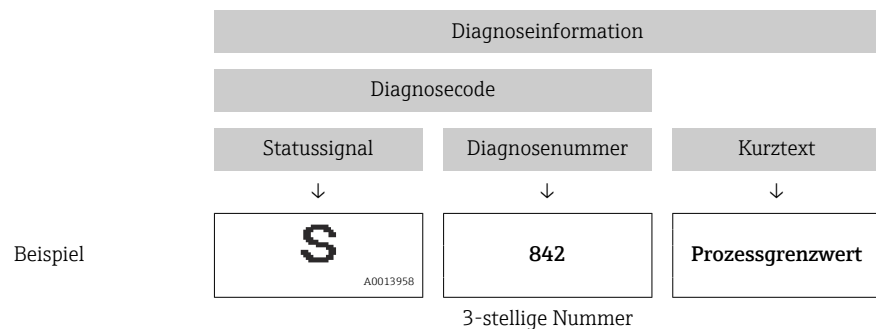 Diagnoseinformation
Diagnosecode
Statussignal Diagnosenummer Kurztext
↓ ↓ ↓
Beispiel S 842 Prozessgrenzwert
A0013958
3-stellige Nummer